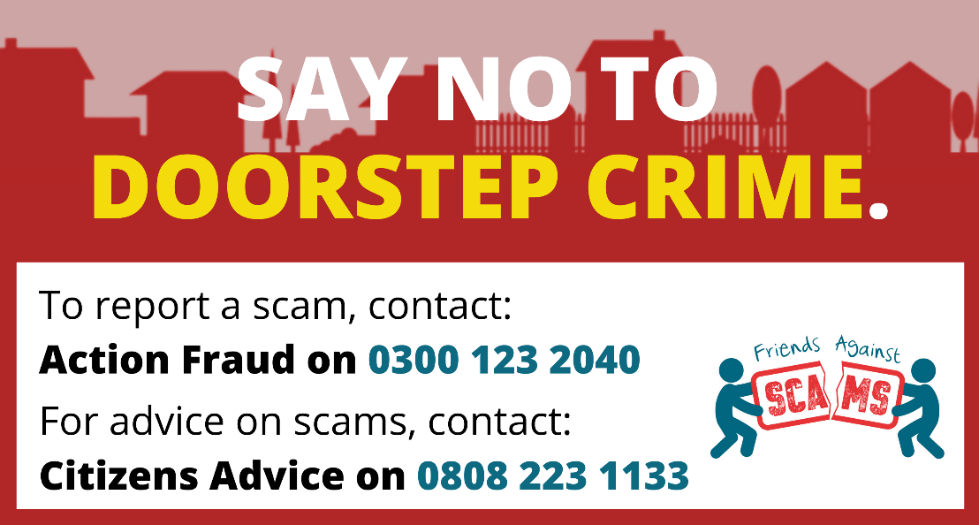 SAY NO TO
DOORSTEP CRIME.
To report a scam, contact:
Action Fraud on 0300 123 2040
For advice on scams, contact:
Citizens Advice on 0808 223 1133
Friends Against
SCAMS